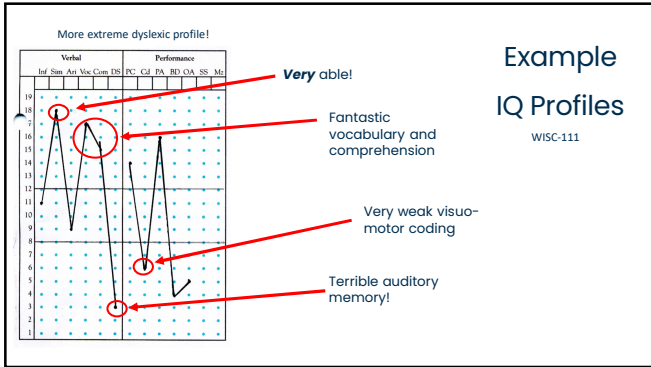 More extreme dyslexic profile!
Verbal Performance
Inf Sim Ari Voc Com DS PC Cd PA BD OA SS Mz
19
18
17
16
15
14
13
12
11
10
9
8
7
6
5
4
3
2
1
Very able!
Fantastic
vocabulary and
comprehension
Very weak visuo-
motor coding
Terrible auditory
memory!
Example
IQ Profiles
WISC-111